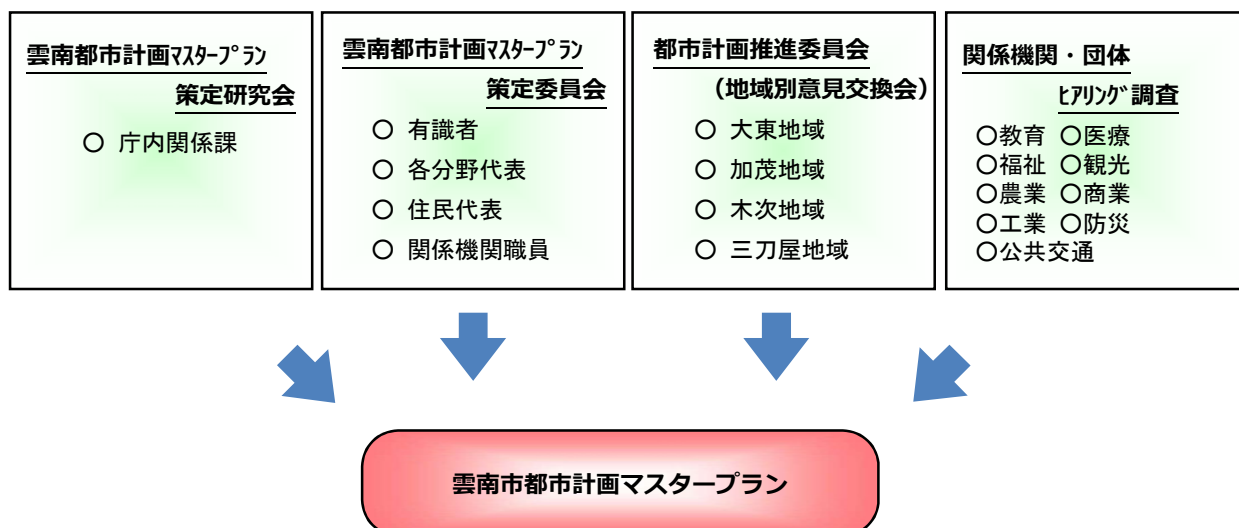 雲南都市計画ﾏｽﾀｰﾌﾟﾗﾝ
策定研究会
○ 庁内関係課
雲南都市計画ﾏｽﾀｰﾌﾟﾗﾝ
策定委員会
○ 有識者
○ 各分野代表
○ 住民代表
○ 関係機関職員
都市計画推進委員会
（地域別意見交換会）
○ 大東地域
○ 加茂地域
○ 木次地域
○ 三刀屋地域
関係機関・団体
ﾋｱﾘﾝｸﾞ調査
○教育 ○医療
○福祉 ○観光
○農業 ○商業
○工業 ○防災
○公共交通
雲南市都市計画マスタープラン